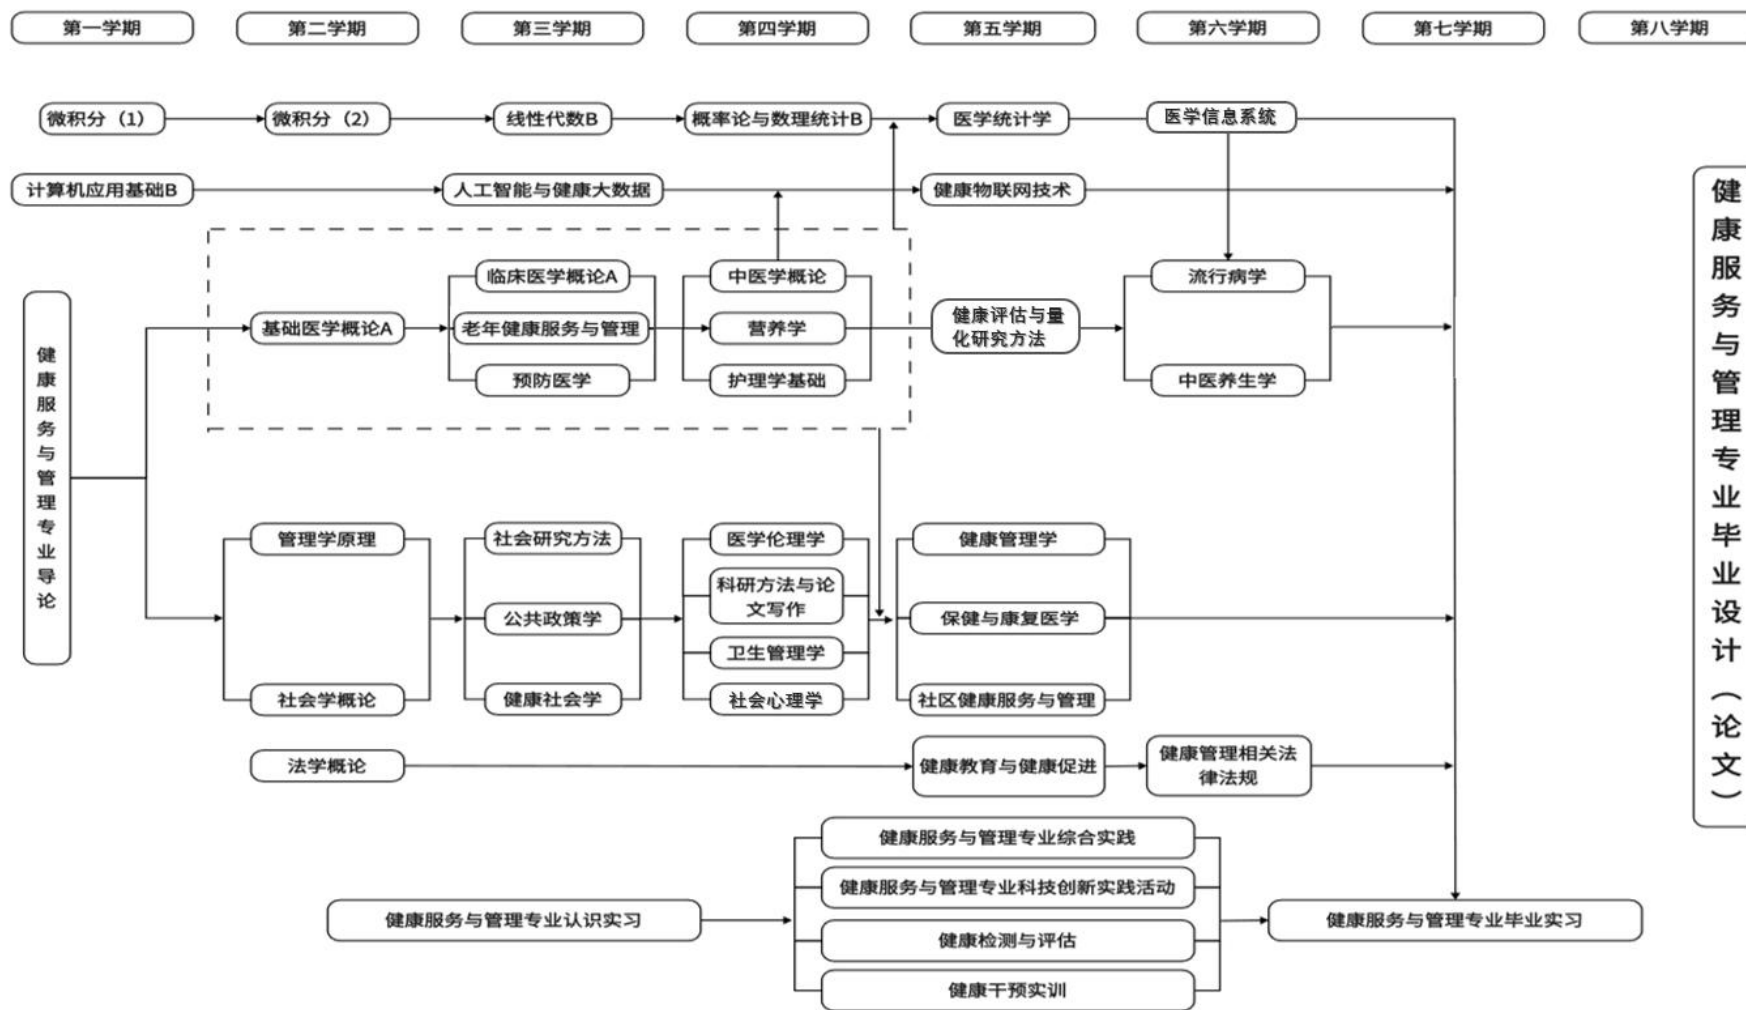 第一学期
第二学期
第三学期
第四学期
第五学期
第六学期
第七学期
第八学期
微积分（1）
微积分（2）
线性代数B
概率论与数理统计B
医学统计学
医学信息系统
计算机应用基础B
人工智能与健康大数据
健康物联网技术
健康服务与管理专业导论
基础医学概论A
临床医学概论A
老年健康服务与管理
预防医学
中医学概论
营养学
护理学基础
健康评估与量
化研究方法
流行病学
中医养生学
管理学原理
社会学概论
社会研究方法
公共政策学
健康社会学
医学伦理学
科研方法与论
文写作
卫生管理学
社会心理学
健康管理学
保健与康复医学
社区健康服务与管理
法学概论
健康教育与健康促进
健康管理相关法
律法规
健康服务与管理专业认识实习
健康服务与管理专业综合实践
健康服务与管理专业科技创新实践活动
健康检测与评估
健康干预实训
健康服务与管理专业毕业实习
健康服务与管理专业毕业设计（论文）